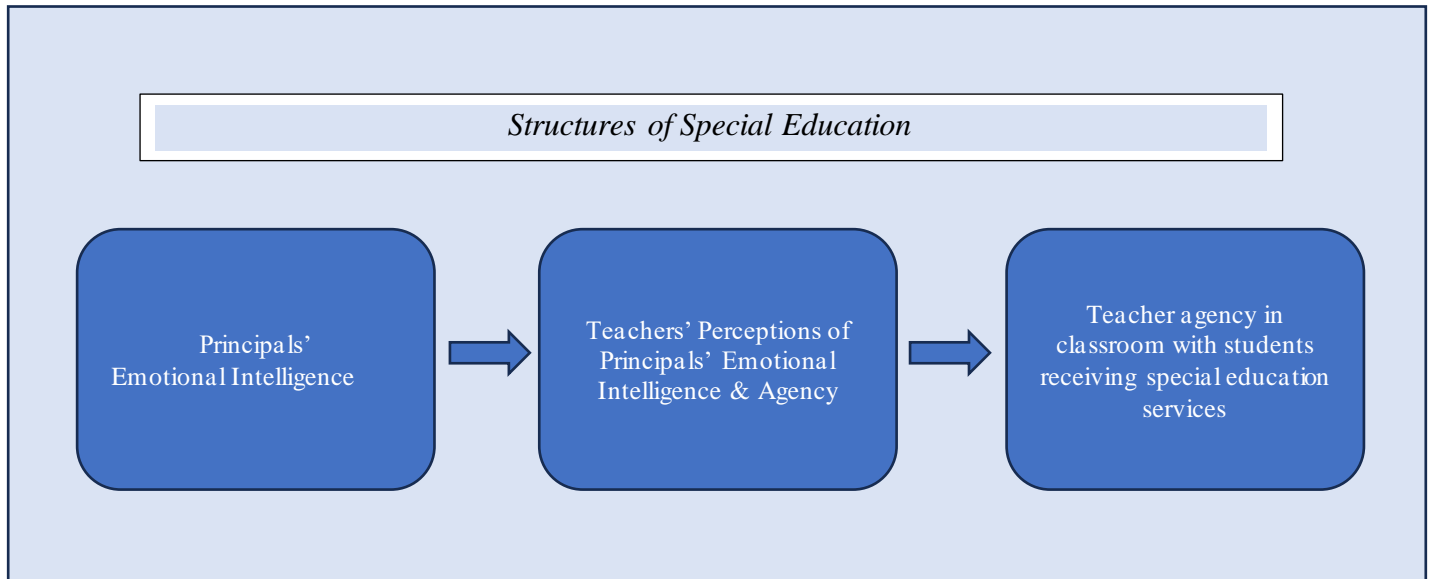 Structures of Special Education
Principals’
Emotional Intelligence
Teachers’ Perceptions of
Principals’ Emotional
Intelligence & Agency
Teacher agency in
classroom with students
receiving special education
services